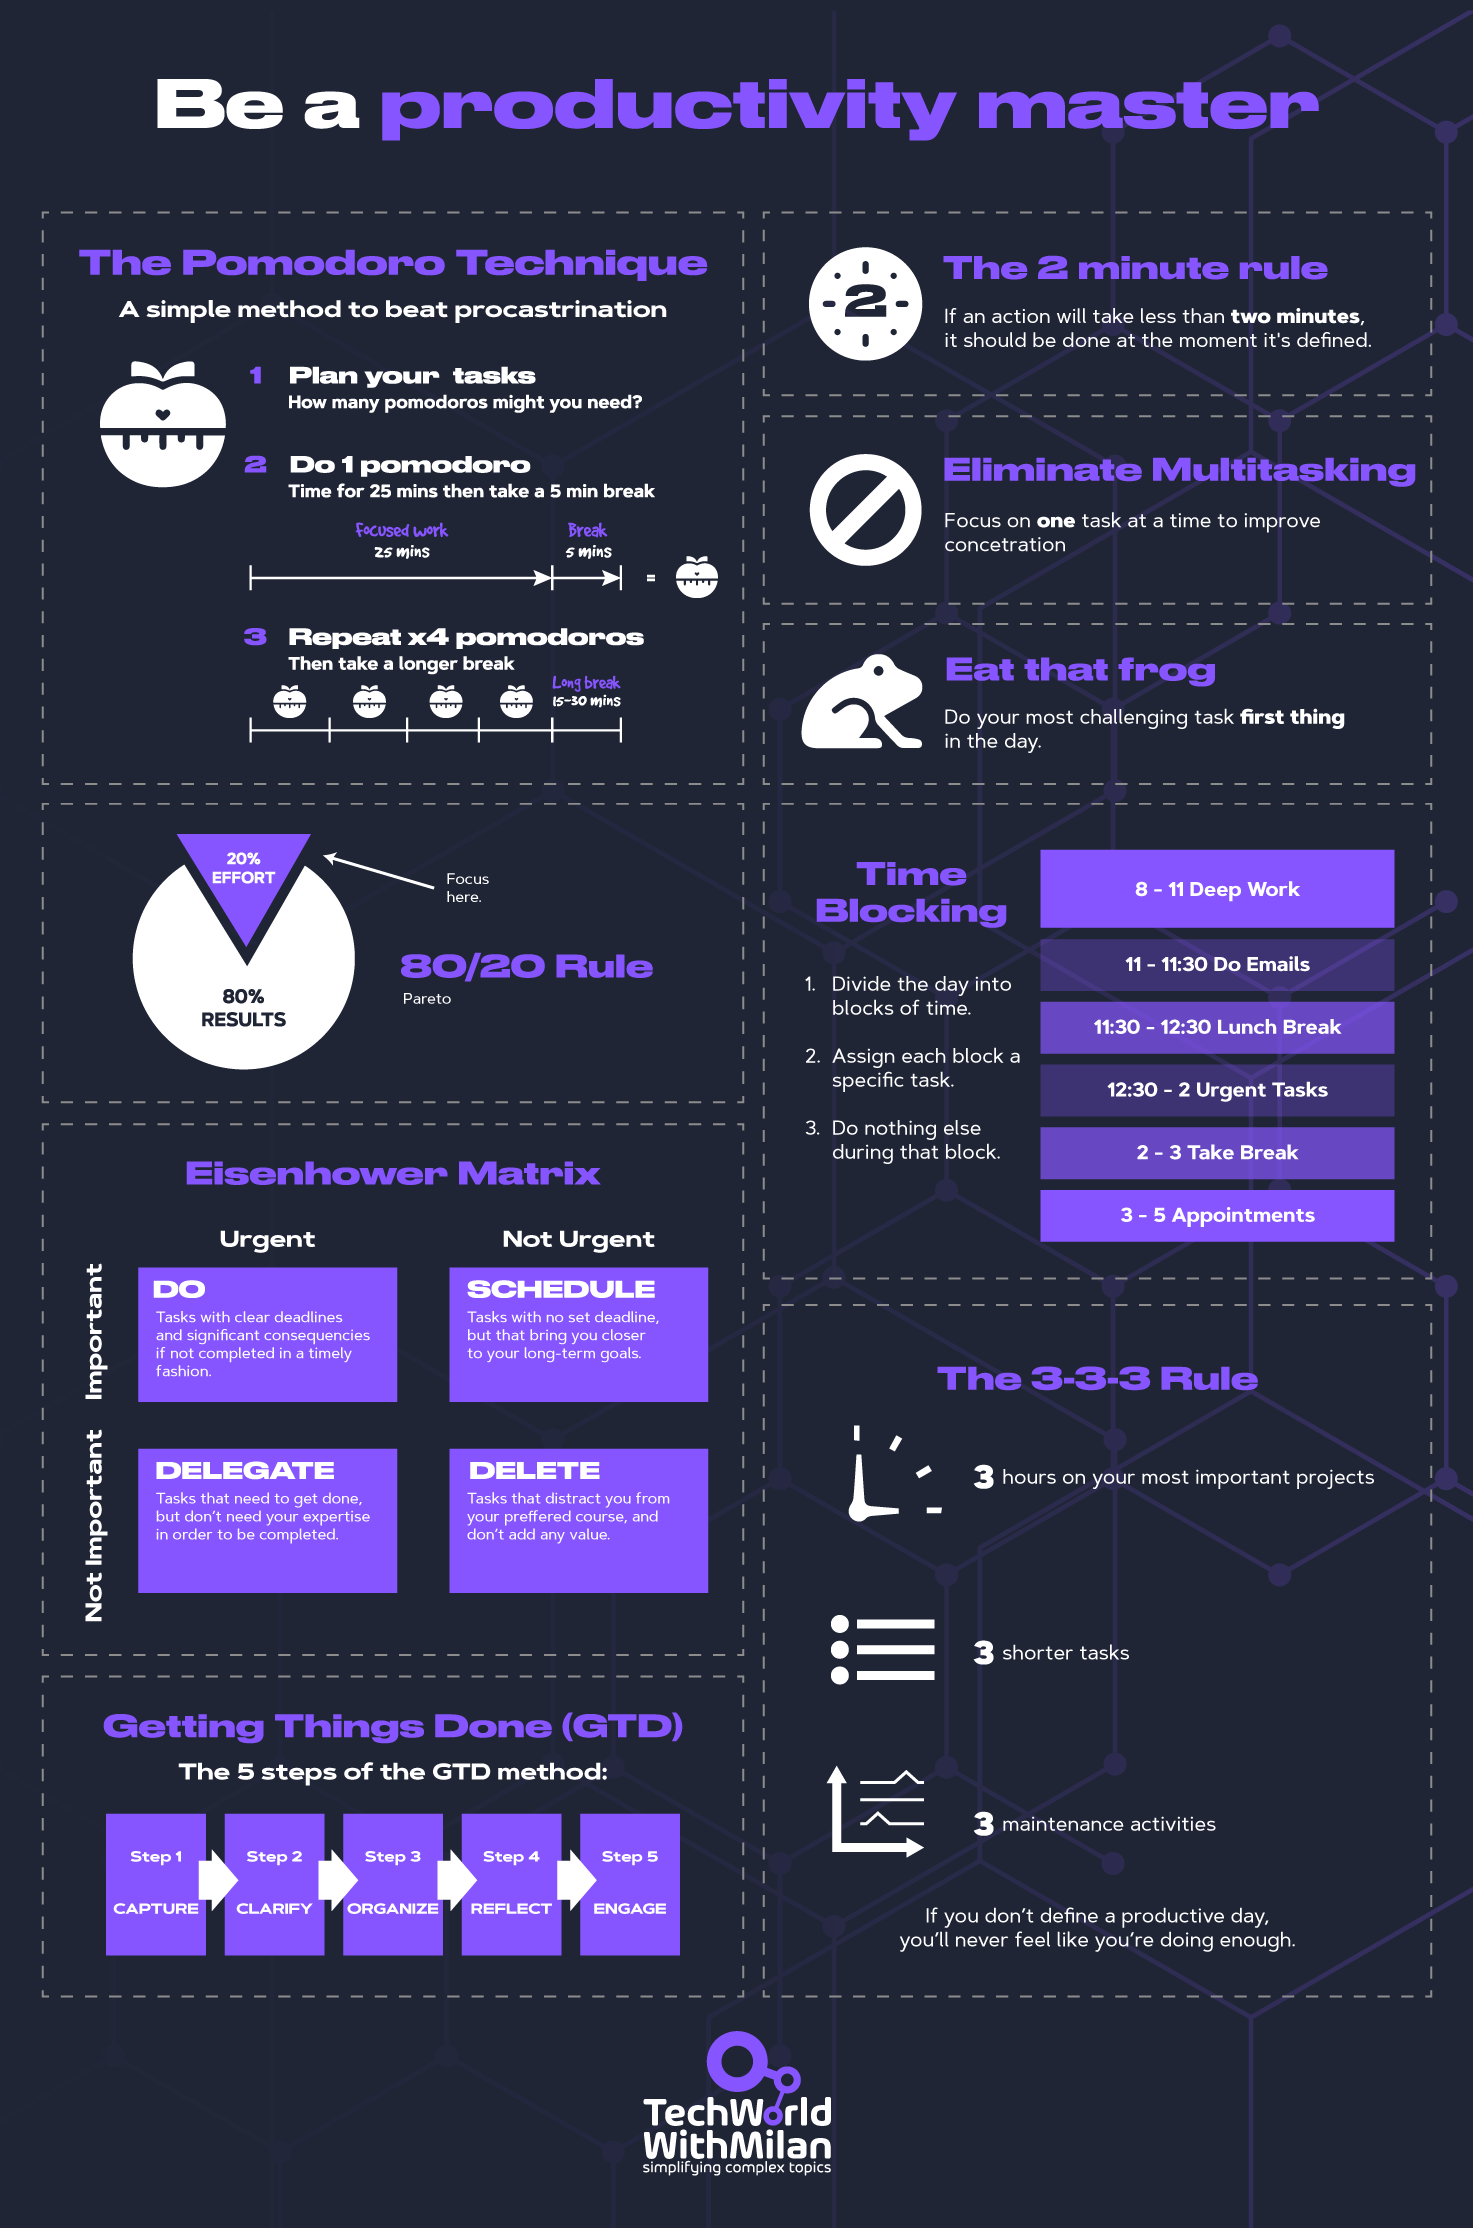 Be a productivity master
The Pomodoro Technique
A simple method to beat procastrination
1 Plan your tasks
How many pomodoros might you need?
2 Do 1 pomodoro
Time for 25 mins then take a 5 min break
Focused work
25 mins
Break
5 mins
=
3 Repeat x4 pomodoros
Then take a longer break
Long break
15-30 mins
20%
EFFORT
Focus
here.
80%
RESULTS
80/20 Rule
Pareto
Eisenhower Matrix
Urgent
Not Urgent
Important
DO
Tasks with clear deadlines
and significant consequencies
if not completed in a timely
fashion.
SCHEDULE
Tasks with no set deadline,
but that bring you closer
to your long-term goals.
Not Important
DELEGATE
Tasks that need to get done,
but don't need your expertise
in order to be completed.
DELETE
Tasks that distract you from
your preffered course, and
don't add any value.
Getting Things Done (GTD)
The 5 steps of the GTD method:
Step 1
CAPTURE
Step 2
CLARIFY
Step 3
ORGANIZE
Step 4
REFLECT
Step 5
ENGAGE
2
The 2 minute rule
If an action will take less than two minutes,
it should be done at the moment it's defined.
Eliminate Multitasking
Focus on one task at a time to improve
concetration
Eat that frog
Do your most challenging task first thing
in the day.
Time
Blocking
1. Divide the day into
blocks of time.
2. Assign each block a
specific task.
3. Do nothing else
during that block.
8 - 11 Deep Work
11 - 11:30 Do Emails
11:30 - 12:30 Lunch Break
12:30 - 2 Urgent Tasks
2 - 3 Take Break
3 - 5 Appointments
The 3-3-3 Rule
3 hours on your most important projects
3 shorter tasks
3 maintenance activities
If you don't define a productive day,
you'll never feel like you're doing enough.
TechWorld
WithMilan
simplifying complex topics